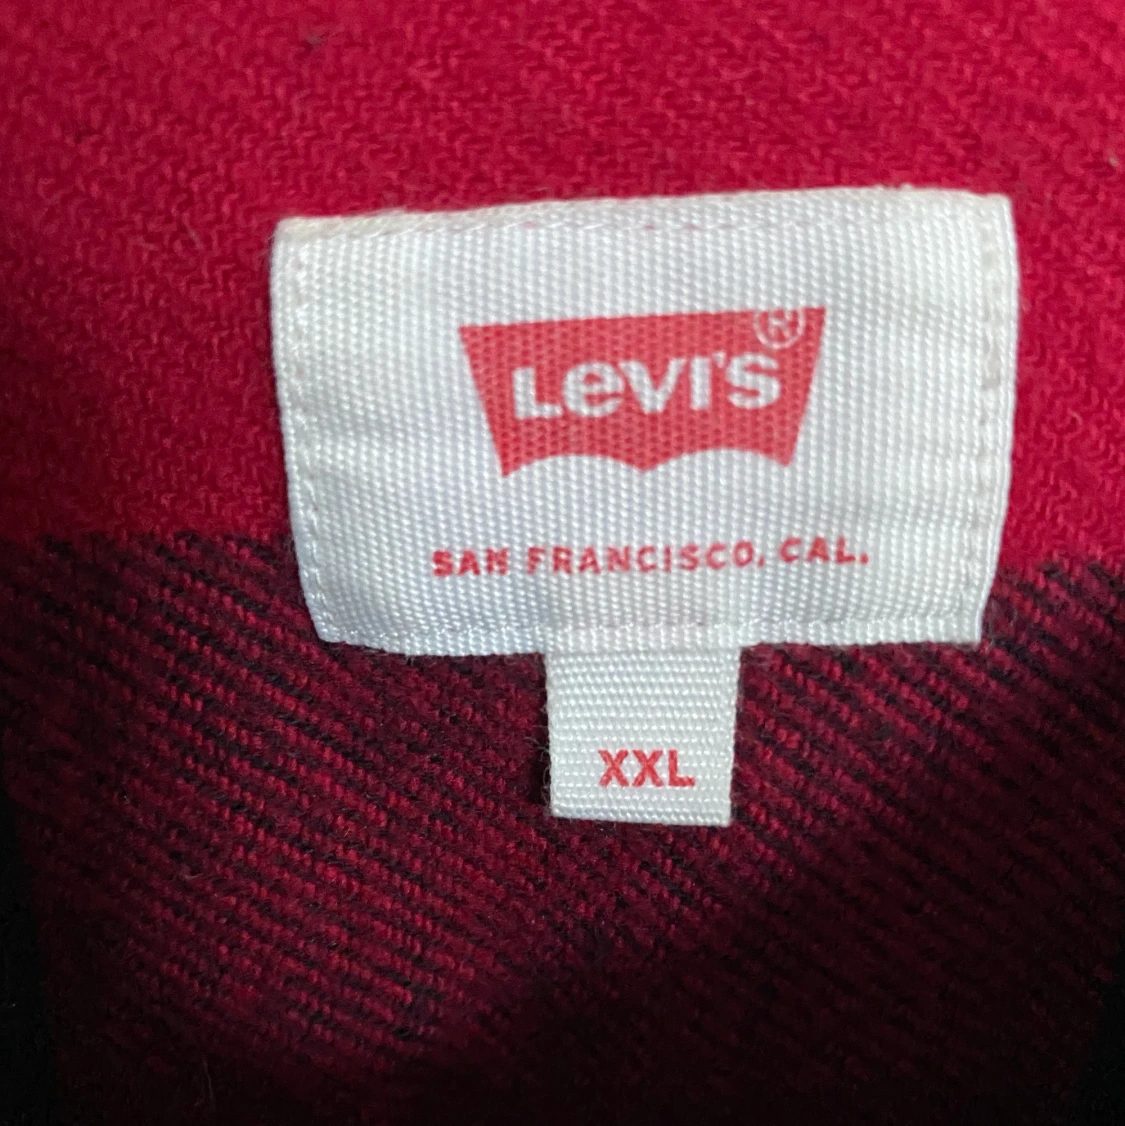 LeVI'S®
SAN FRANCISCO, CAL.
XXL